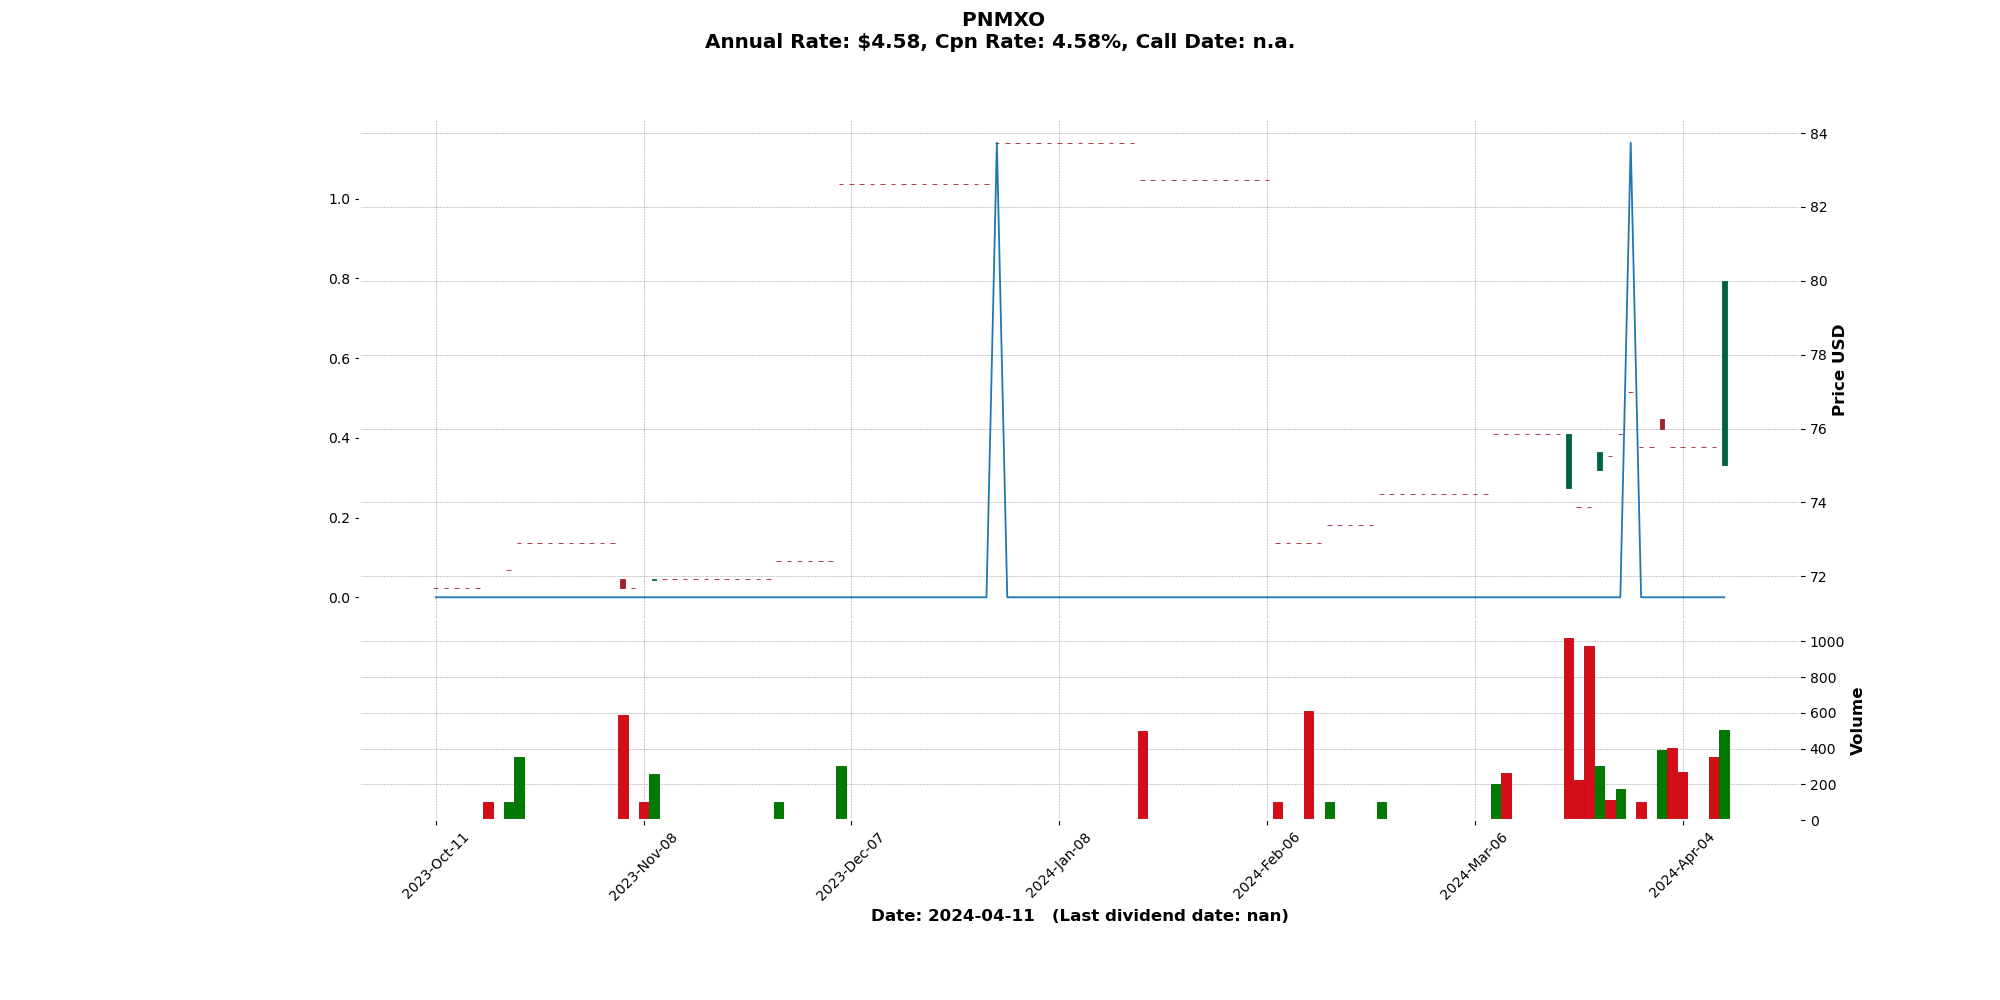 PNMXO
Annual Rate: $4.58, Cpn Rate: 4.58%, Call Date: n.a.
84
1.0
82
0.8
80
0.6
78
Price USD
0.4
76
0.2
74
0.0
72
1000
800
600
400
200
0
Volume
2023-Oct-11
2023-Nov-08
2023-Dec-07
2024-Jan-08
2024-Feb-06
2024-Mar-06
2024-Apr-04
Date: 2024-04-11 (Last dividend date: nan)